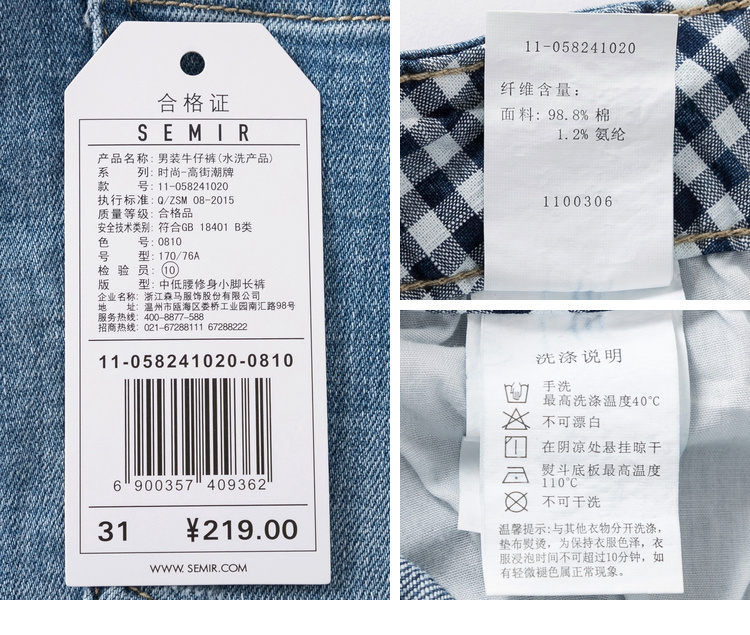 合格证
SEMIR
产品名称: 男装牛仔裤(水洗产品)
系　　列: 时尚-高街潮牌
款　　号: 11-058241020
执行标准: Q/ZSM 08-2015
质量等级: 合格品
安全技术类别: 符合GB 18401 B类
色　　号: 0810
号　　型: 170/76A
检 验 员: ⑩
版　　型: 中低腰修身小脚长裤
企业名称: 浙江森马服饰股份有限公司
地　　址: 温州市瓯海区娄桥工业园南汇路98号
服务热线: 400-8877-588
招商热线: 021-67288111 67288222
11-058241020-0810
6 900357 409362
31 ¥219.00
WWW.SEMIR.COM
11-058241020
纤维含量:
面料: 98.8% 棉
1.2% 氨纶
1100306
洗涤说明
手洗
最高洗涤温度40℃
不可漂白
在阴凉处悬挂晾干
熨斗底板最高温度
110℃
不可干洗
温馨提示:与其他衣物分开洗涤,
垫布熨烫, 为保持衣服色泽, 衣
服浸泡时间不可超过10分钟, 如
有轻微褪色属正常现象。